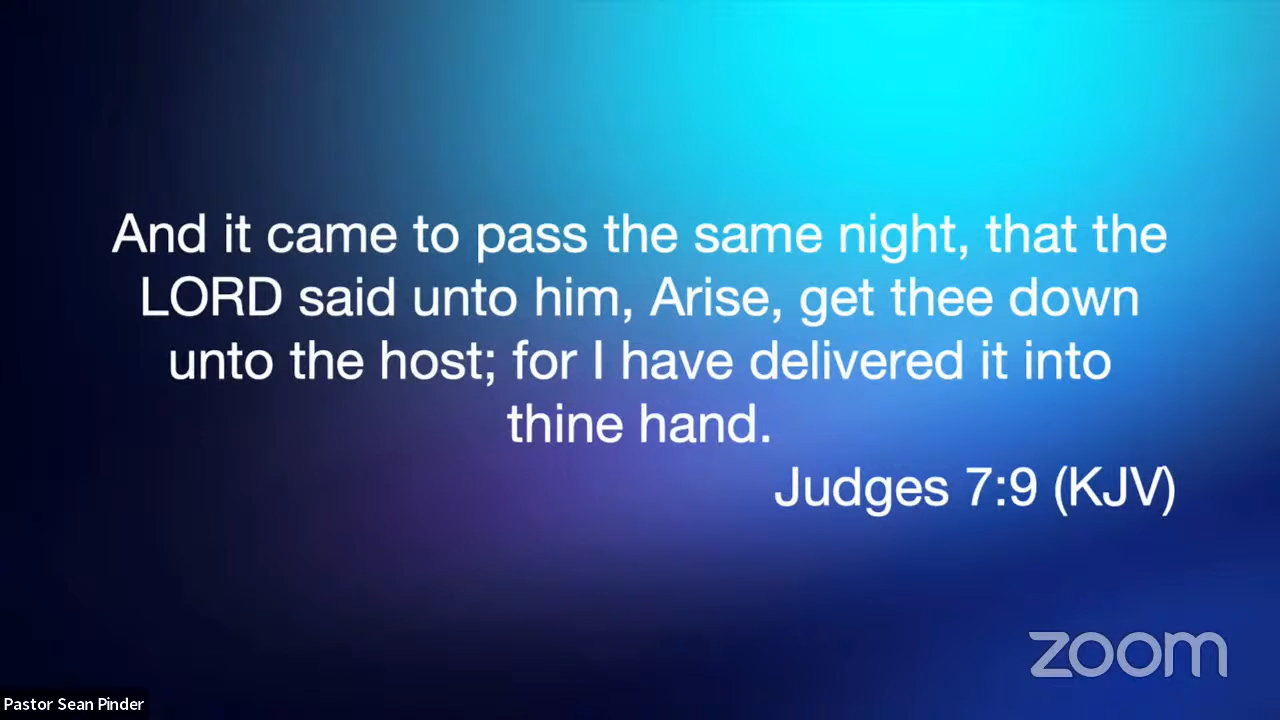 And it came to pass the same night, that the
LORD said unto him, Arise, get thee down
unto the host; for I have delivered it into
thine hand.
Judges 7:9 (KJV)
zoom
Pastor Sean Pinder